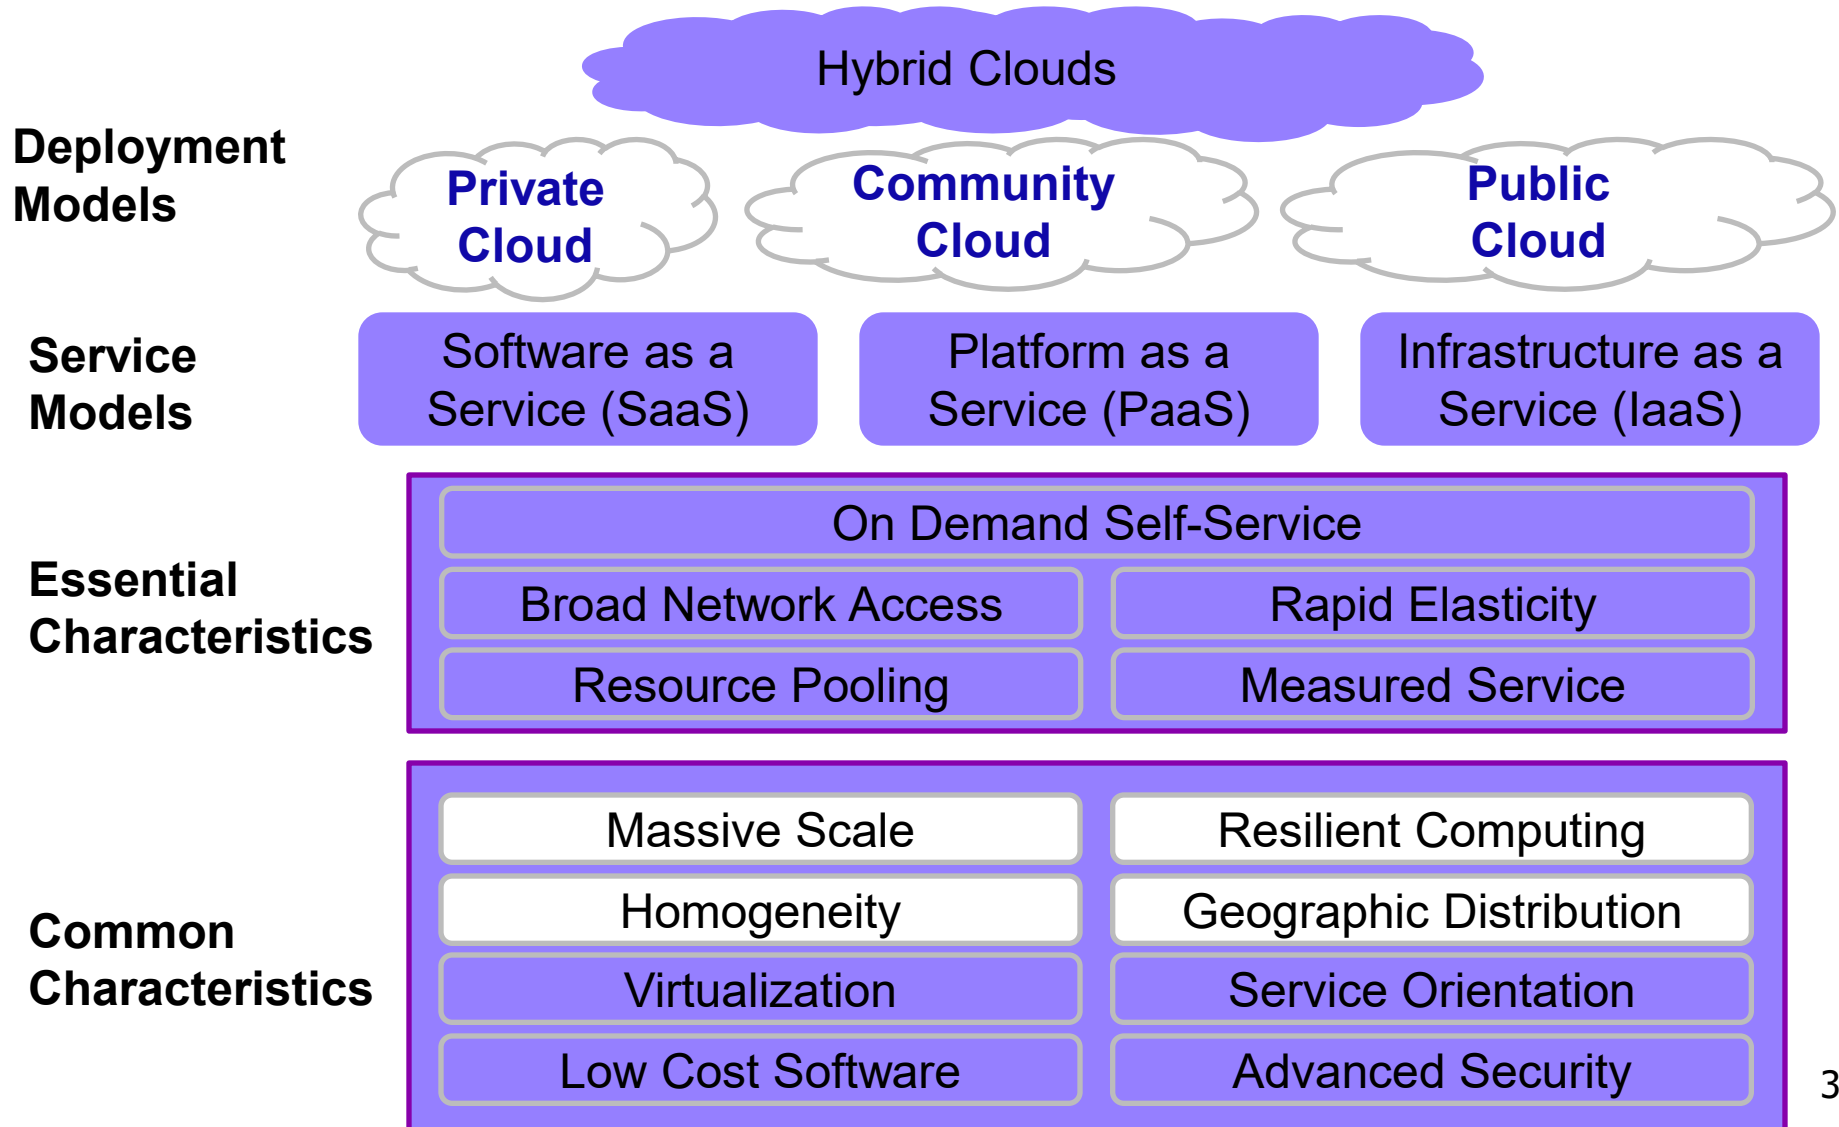 Hybrid Clouds
Deployment
Models
Private
Cloud
Community
Cloud
Public
Cloud
Service
Models
Software as a
Service (SaaS)
Platform as a
Service (PaaS)
Infrastructure as a
Service (IaaS)
Essential
Characteristics
On Demand Self-Service
Broad Network Access
Rapid Elasticity
Resource Pooling
Measured Service
Common
Characteristics
Massive Scale
Resilient Computing
Homogeneity
Geographic Distribution
Virtualization
Service Orientation
Low Cost Software
Advanced Security
3